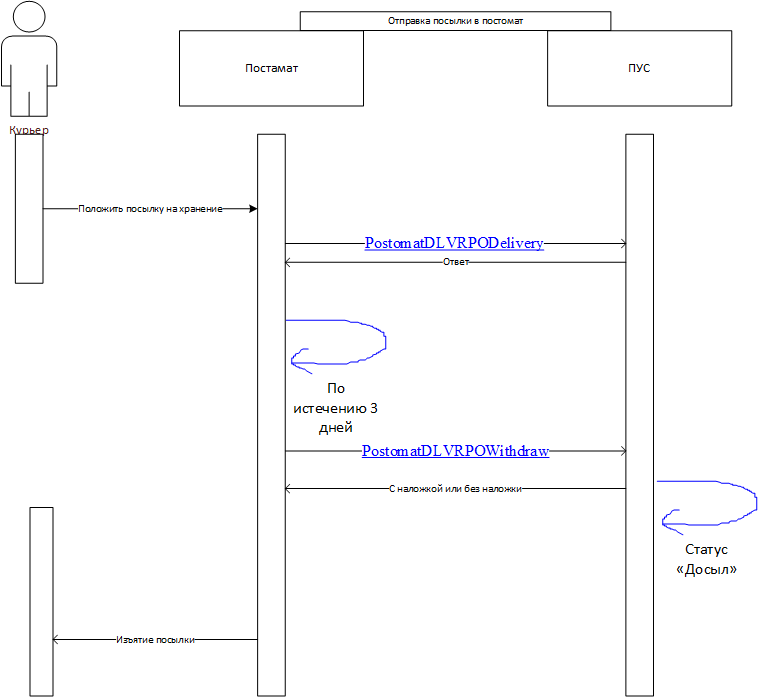 Отправка посылки в постомат
Постамат
ПУС
Курьер
Положить посылку на хранение
PostomatDLVRPODelivery
Ответ
По
истечению 3
дней
PostomatDLVRPOWithdraw
С наложкой или без наложки
Статус
«Досыл»
Изъятие посылки